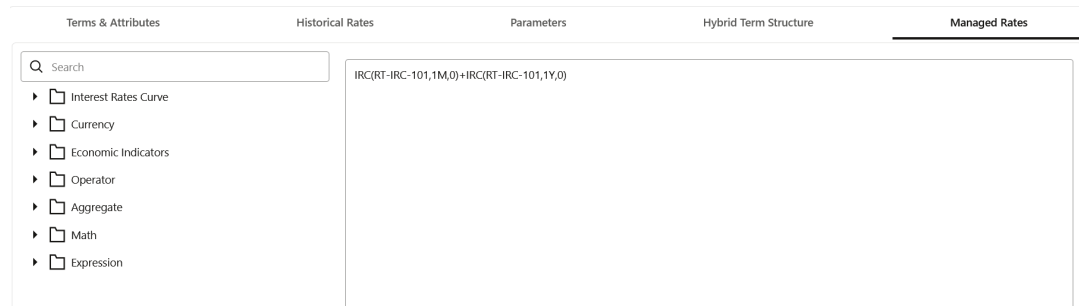 Terms & Attributes Historical Rates Parameters Hybrid Term Structure Managed Rates
Search
IRC(RT-IRC-101,1M,0)+IRC(RT-IRC-101,1Y,0)
Interest Rates Curve
Currency
Economic Indicators
Operator
Aggregate
Math
Expression